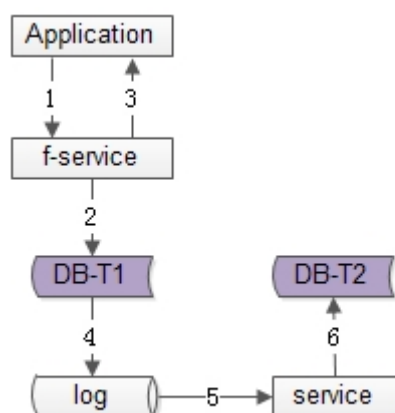 Application
1 3
f-service
2
DB-T1 DB-T2
4 6
log 5 service